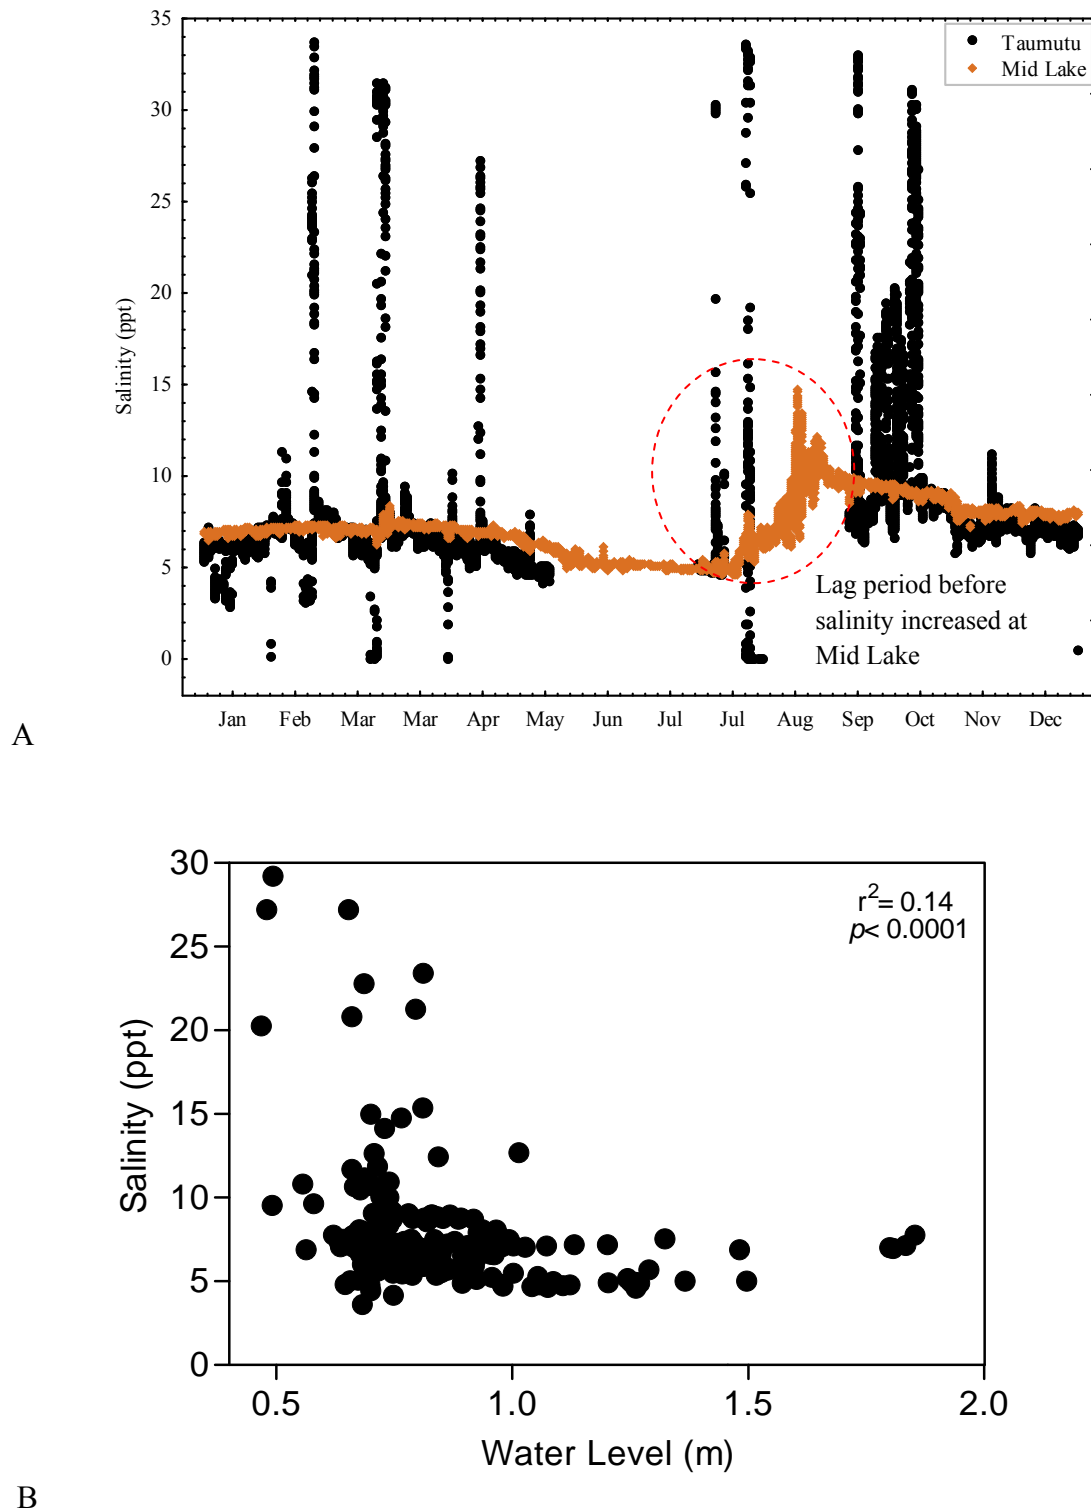 35
30
25
20
15
10
5
0
Salinity (ppt)
Taumutu
Mid Lake
Lag period before
salinity increased at
Mid Lake
Jan Feb Mar Mar Apr May Jun Jul Jul Aug Sep Oct Nov Dec
A
30
25
20
15
10
5
0
Salinity (ppt)
r²= 0.14
p< 0.0001
0.5 1.0 1.5 2.0
Water Level (m)
B